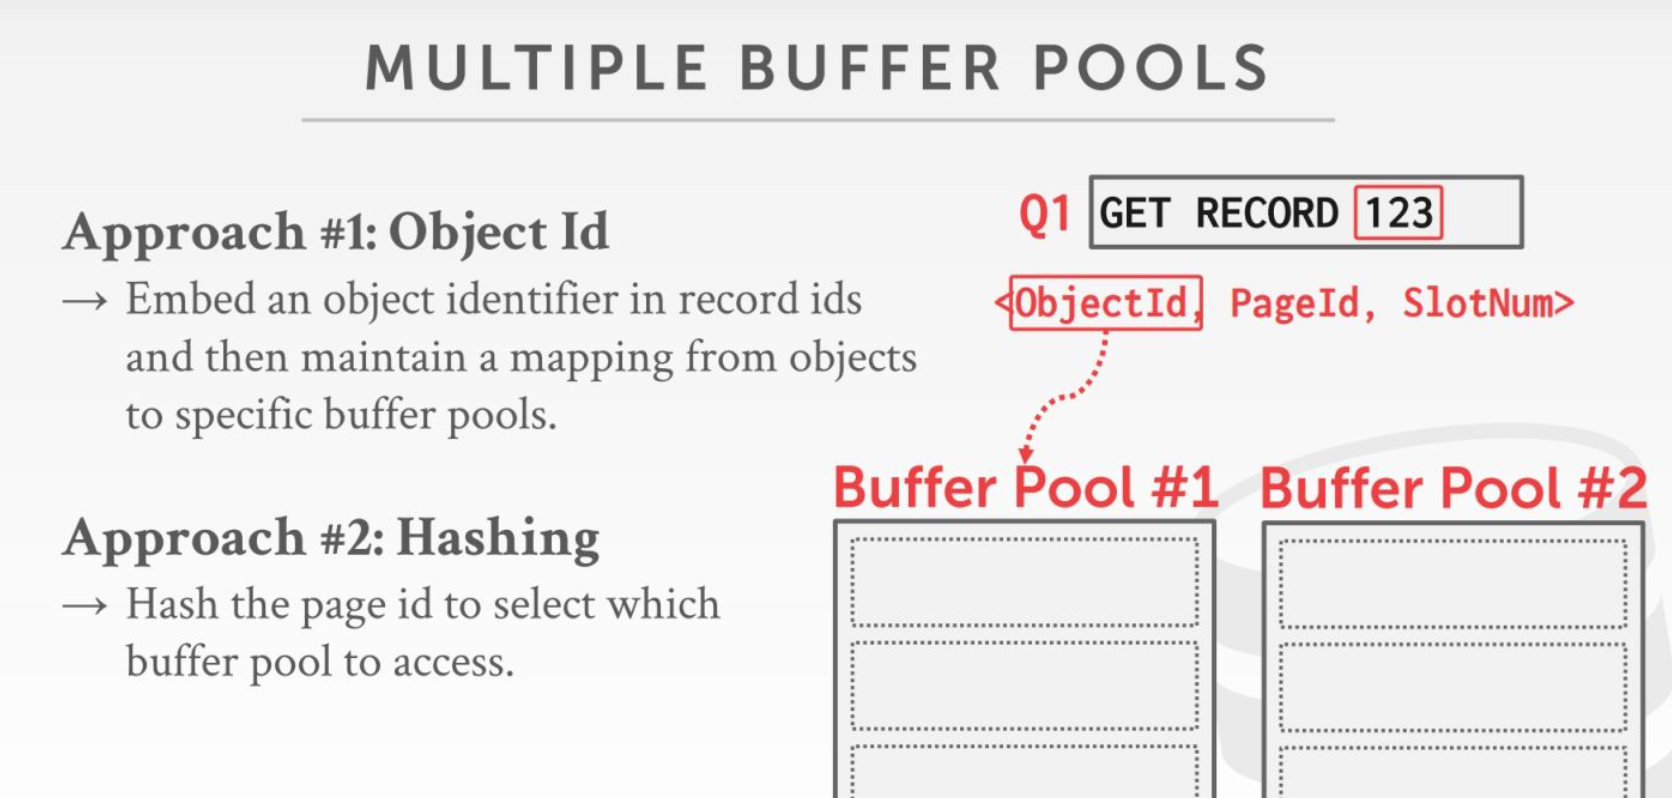 MULTIPLE BUFFER POOLS
Approach #1: Object Id
→ Embed an object identifier in record ids
and then maintain a mapping from objects
to specific buffer pools.
Approach #2: Hashing
→ Hash the page id to select which
buffer pool to access.
Q1 GET RECORD 123
<ObjectId, PageId, SlotNum>
Buffer Pool #1 Buffer Pool #2